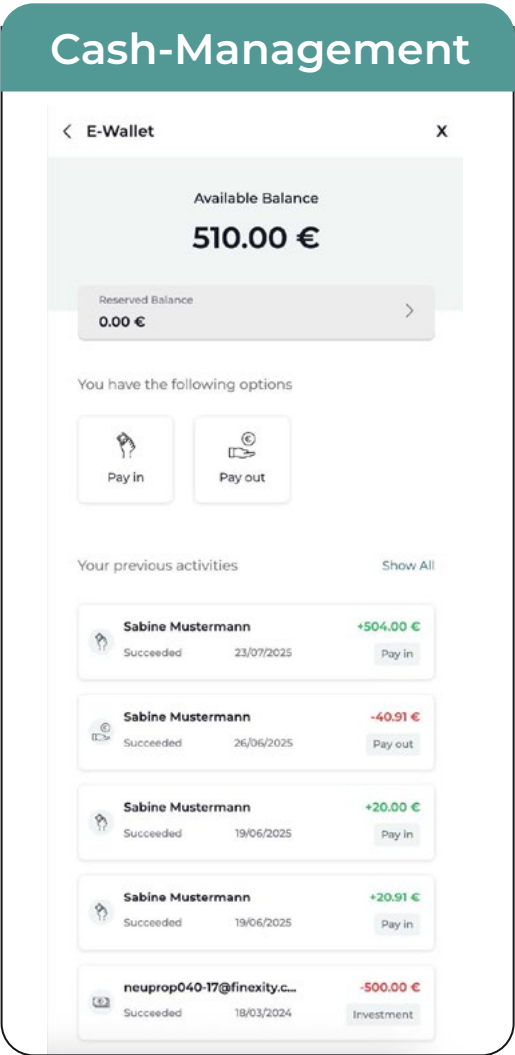 Cash-Management
E-Wallet X
Available Balance
510.00 €
Reserved Balance
0.00 €
You have the following options
Pay in Pay out
Your previous activities Show All
Sabine Mustermann +504.00 €
Succeeded 23/07/2025 Pay in
Sabine Mustermann -40.91 €
Succeeded 26/06/2025 Pay out
Sabine Mustermann +20.00 €
Succeeded 19/06/2025 Pay in
Sabine Mustermann +20.91 €
Succeeded 19/06/2025 Pay in
neuprop040-17@finexity.c... -500.00 €
Succeeded 18/03/2024 Investment